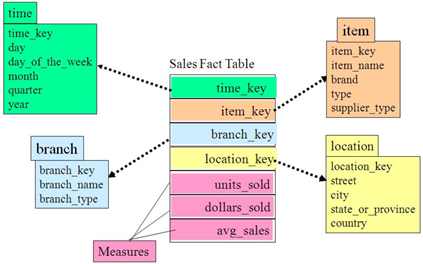 time
time_key
day
day_of_the_week
month
quarter
year
item
item_key
item_name
brand
type
supplier_type
Sales Fact Table
time_key
item_key
branch_key
location_key
units_sold
dollars_sold
avg_sales
branch
branch_key
branch_name
branch_type
location
location_key
street
city
state_or_province
country
Measures